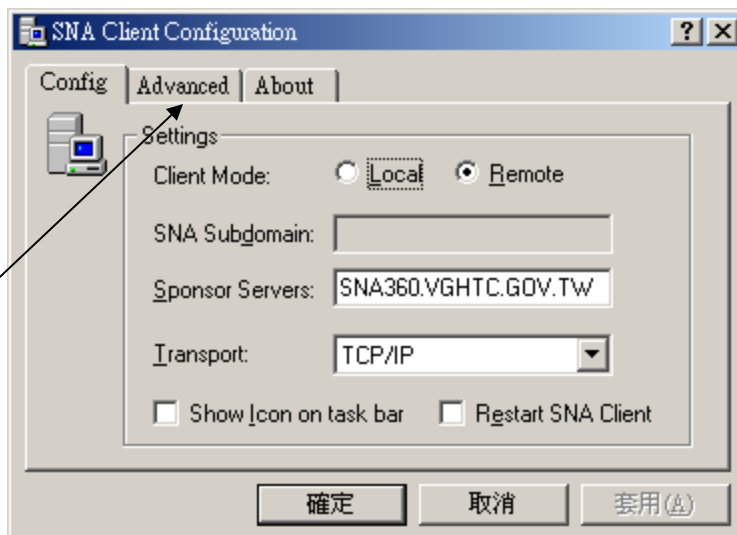 SNA Client Configuration
Config Advanced About
Settings
Client Mode: Local Remote
SNA Subdomain:
Sponsor Servers: SNA360.VGHTC.GOV.TW
Transport: TCP/IP
Show Icon on task bar Restart SNA Client
確定 取消 套用(A)